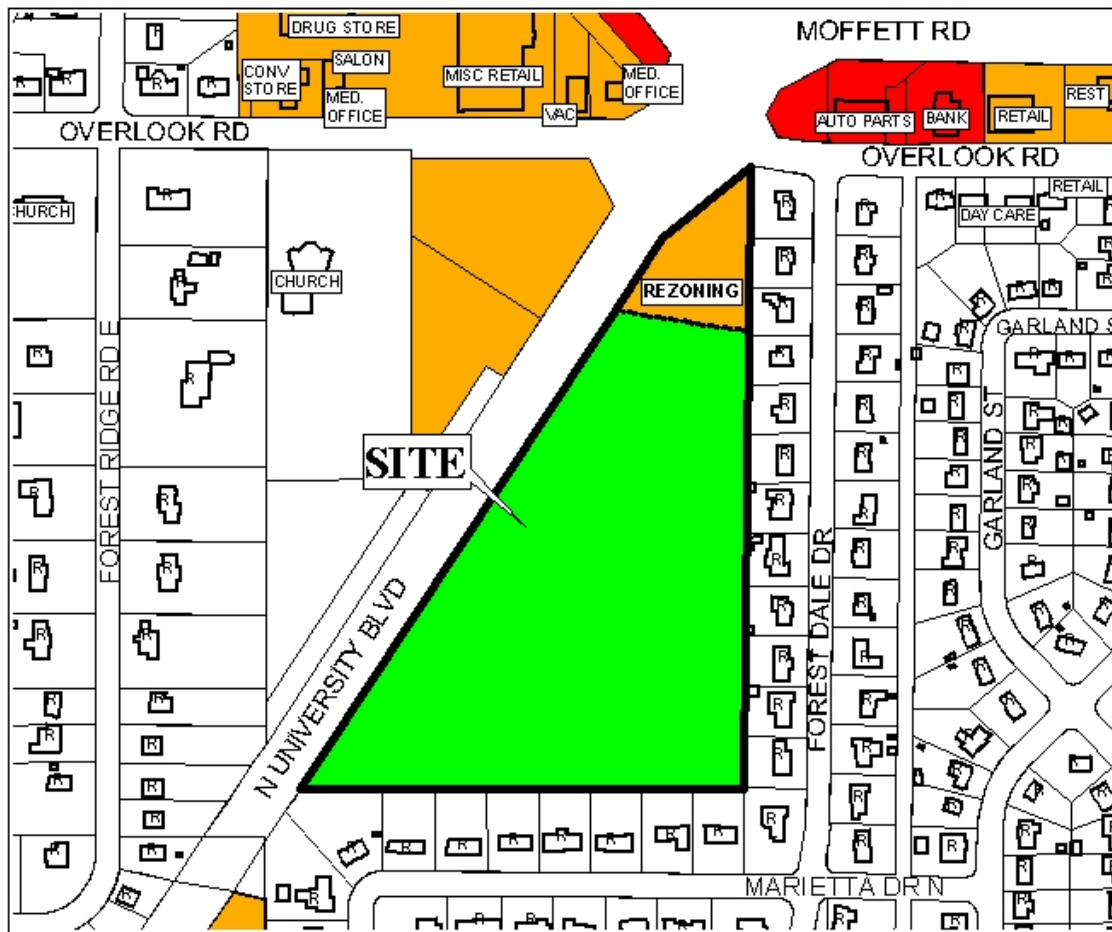 MOFFETT RD
DRUG STORE
SALON
CONV
STORE
MED.
OFFICE
MISC RETAIL
VAC
MED.
OFFICE
AUTO PARTS
BANK
RETAIL
REST
OVERLOOK RD
OVERLOOK RD
CHURCH
CHURCH
DAY CARE
RETAIL
REZONING
GARLAND S
FOREST RIDGE RD E
SITE
N UNIVERSITY BLVD
FOREST DALE DR
GARLAND ST
MARIETTA DR N